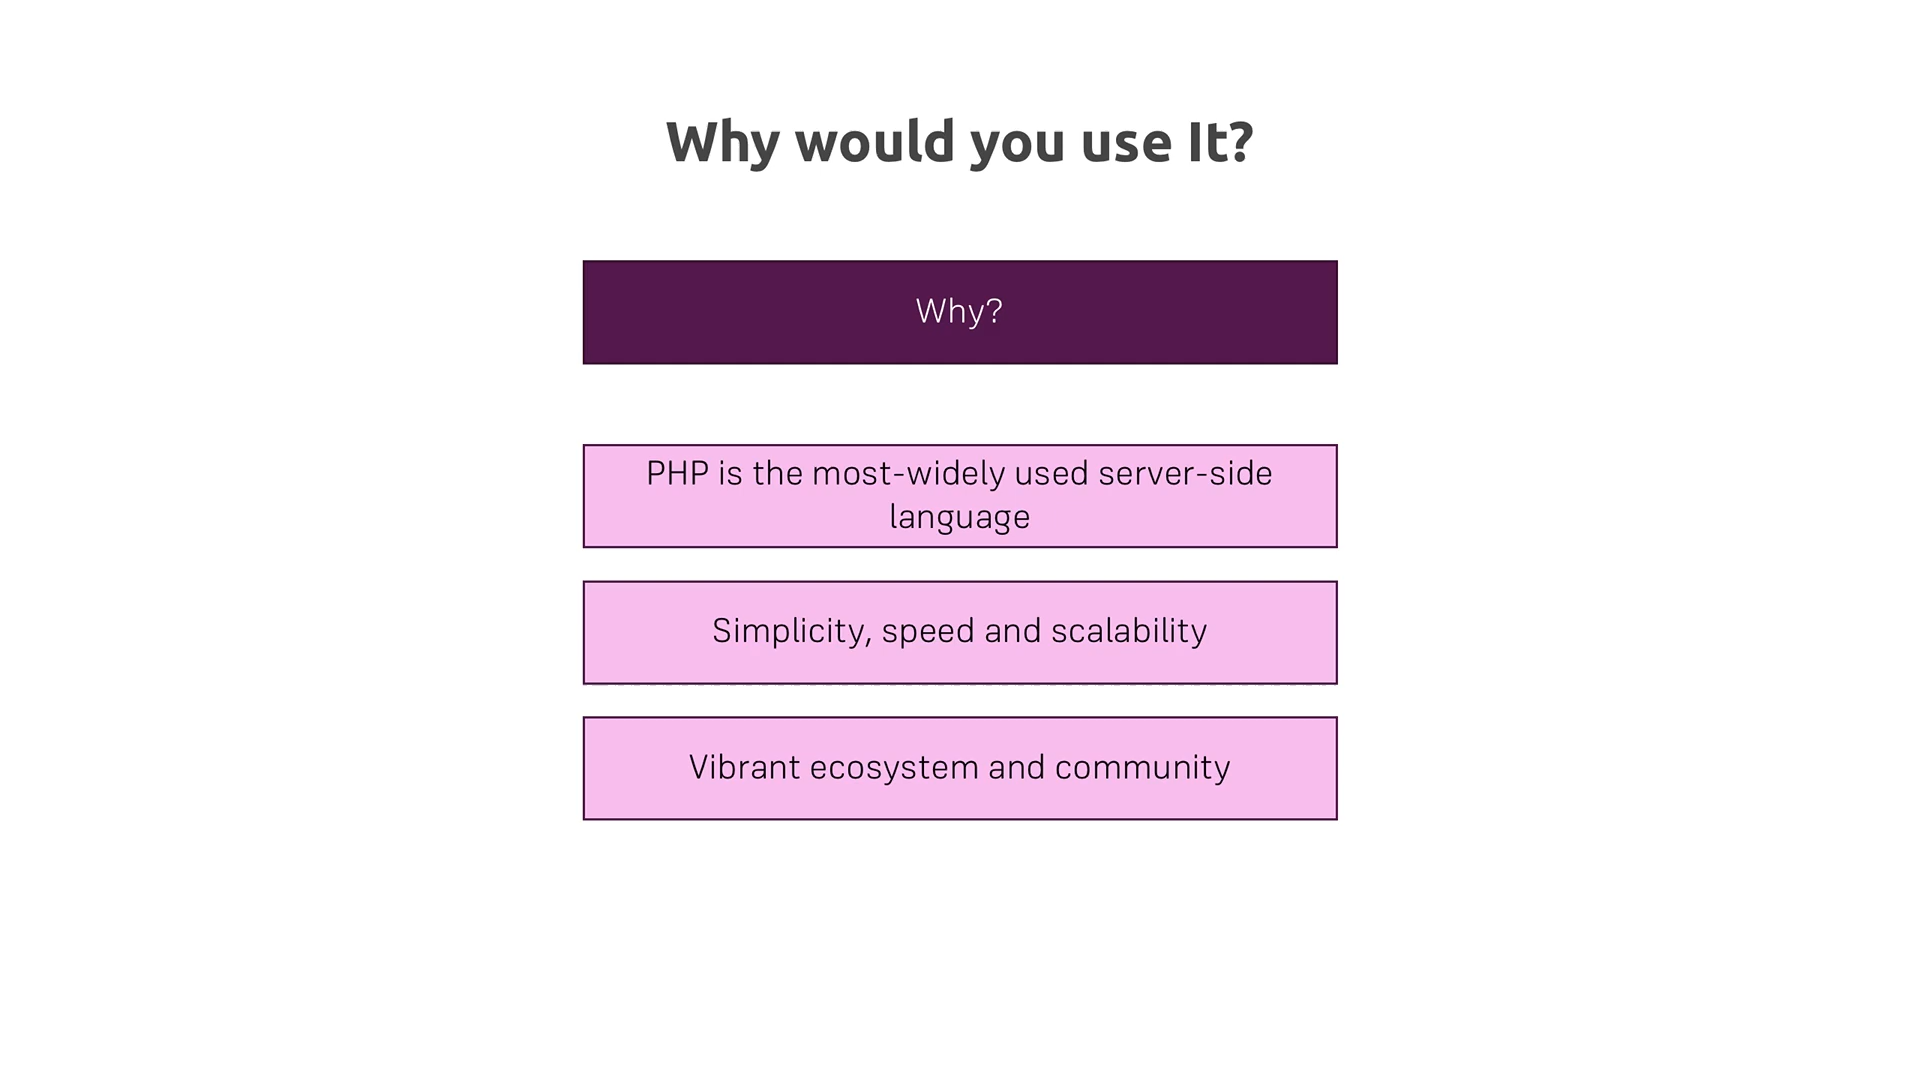 Why would you use It?
Why?
PHP is the most-widely used server-side
language
Simplicity, speed and scalability
Vibrant ecosystem and community